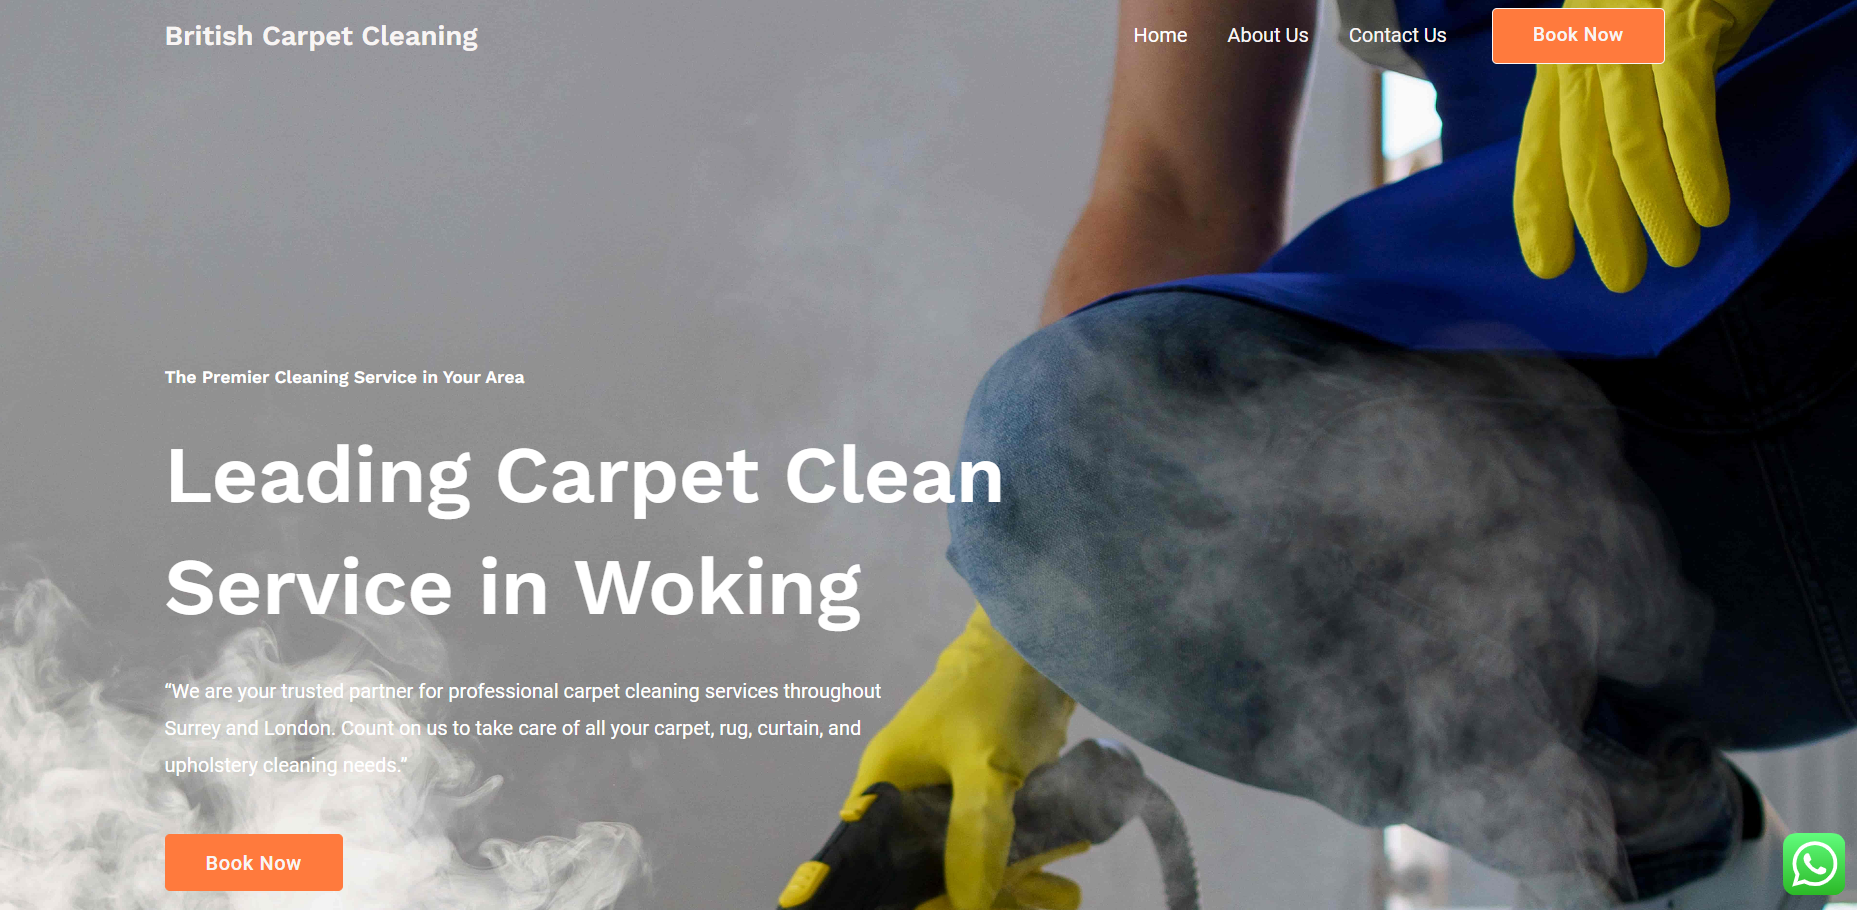 British Carpet Cleaning
Home About Us Contact Us Book Now
The Premier Cleaning Service in Your Area
Leading Carpet Clean
Service in Woking
“We are your trusted partner for professional carpet cleaning services throughout
Surrey and London. Count on us to take care of all your carpet, rug, curtain, and
upholstery cleaning needs.”
Book Now